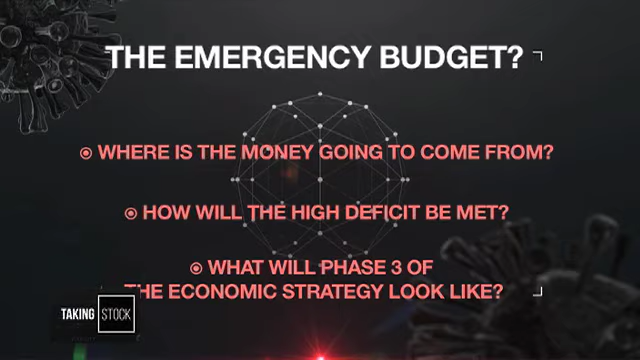 THE EMERGENCY BUDGET?
WHERE IS THE MONEY GOING TO COME FROM?
HOW WILL THE HIGH DEFICIT BE MET?
WHAT WILL PHASE 3 OF
THE ECONOMIC STRATEGY LOOK LIKE?
TAKING STOCK